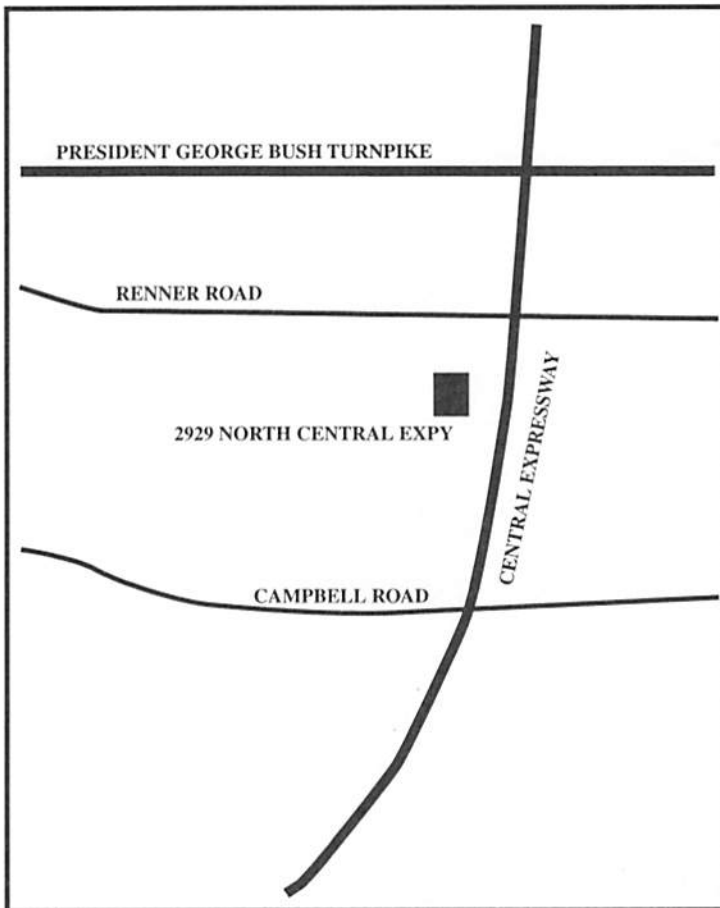 PRESIDENT GEORGE BUSH TURNPIKE
RENNER ROAD
2929 NORTH CENTRAL EXPY
CENTRAL EXPRESSWAY
CAMPBELL ROAD